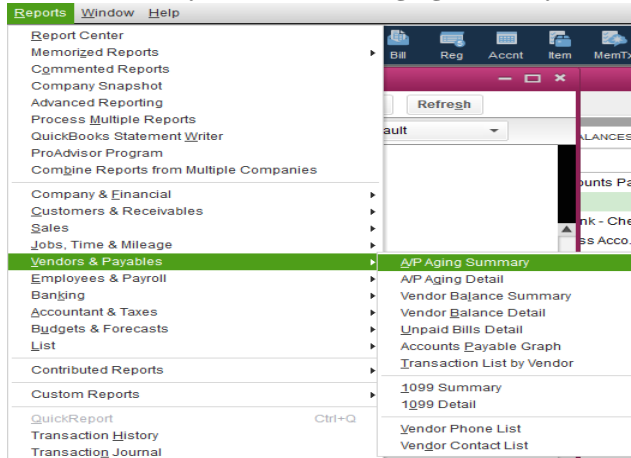 Reports Window Help
Report Center
Memorized Reports
Commented Reports
Company Snapshot
Advanced Reporting
Process Multiple Reports
QuickBooks Statement Writer
ProAdvisor Program
Combine Reports from Multiple Companies
Company & Financial
Customers & Receivables
Sales
Jobs, Time & Mileage
Vendors & Payables
Employees & Payroll
Banking
Accountant & Taxes
Budgets & Forecasts
List
Contributed Reports
Custom Reports
QuickReport Ctrl+Q
Transaction History
Transaction Journal
A/P Aging Summary
A/P Aging Detail
Vendor Balance Summary
Vendor Balance Detail
Unpaid Bills Detail
Accounts Payable Graph
Transaction List by Vendor
1099 Summary
1099 Detail
Vendor Phone List
Vendor Contact List
Bill Reg Accnt Item MemTx
Refresh
ault
ALANCES
ounts Pa
nk - Che
ss Acco.